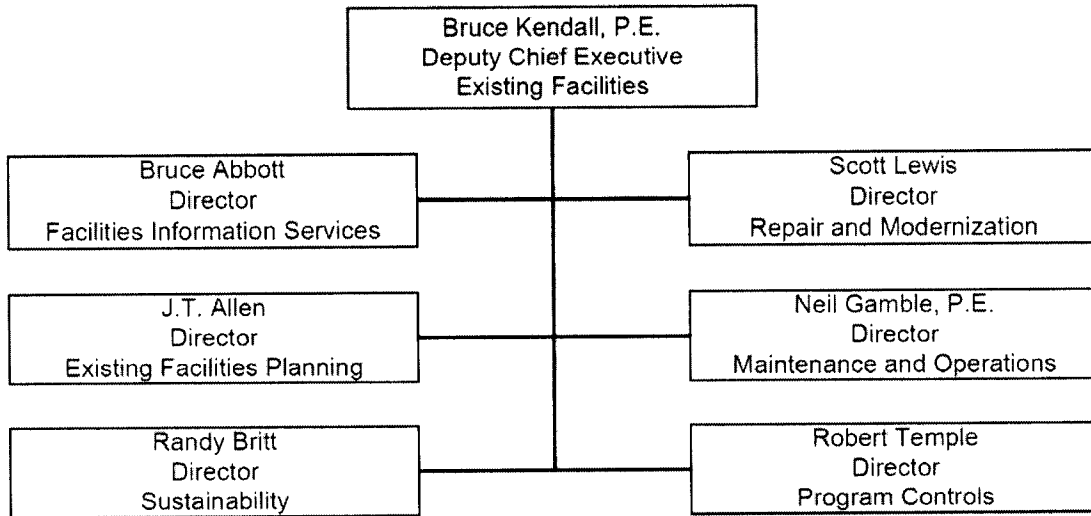 Bruce Kendall, P.E.
Deputy Chief Executive
Existing Facilities
Bruce Abbott
Director
Facilities Information Services
Scott Lewis
Director
Repair and Modernization
J.T. Allen
Director
Existing Facilities Planning
Neil Gamble, P.E.
Director
Maintenance and Operations
Randy Britt
Director
Sustainability
Robert Temple
Director
Program Controls